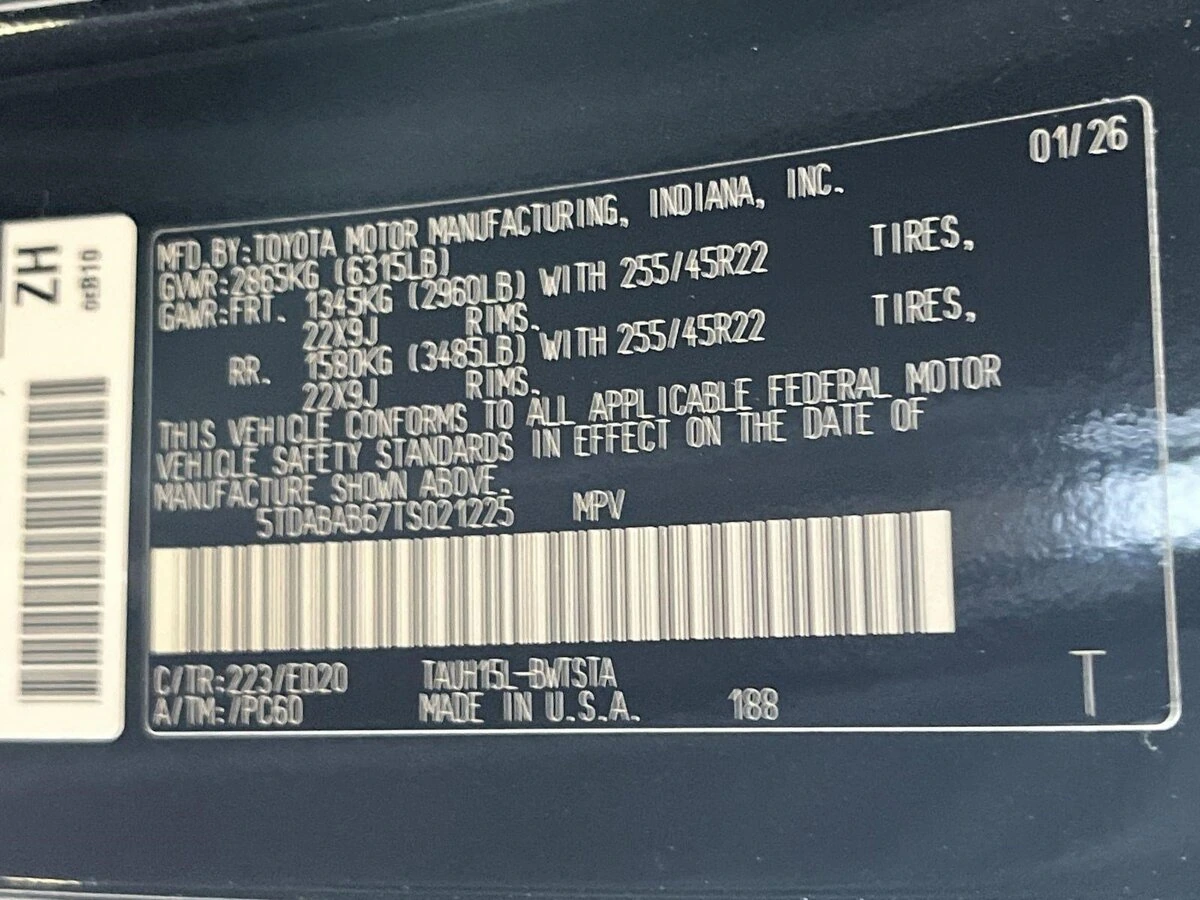 01/26
MFD.BY:TOYOTA MOTOR MANUFACTURING, INDIANA, INC.
GVWR:2865KG (6315LB)
GAWR:FRT. 1345KG (2960LB) WITH 255/45R22 TIRES,
22X9J RIMS.
RR. 1580KG (3485LB) WITH 255/45R22 TIRES,
22X9J RIMS.
THIS VEHICLE CONFORMS TO ALL APPLICABLE FEDERAL MOTOR
VEHICLE SAFETY STANDARDS IN EFFECT ON THE DATE OF
MANUFACTURE SHOWN ABOVE.
5TDABAB67TS021225 MPV
C/TR:223/ED20 TAUH15L-BWTSTA
A/TM:/PC6D MADE IN U.S.A. 188
T
ZH